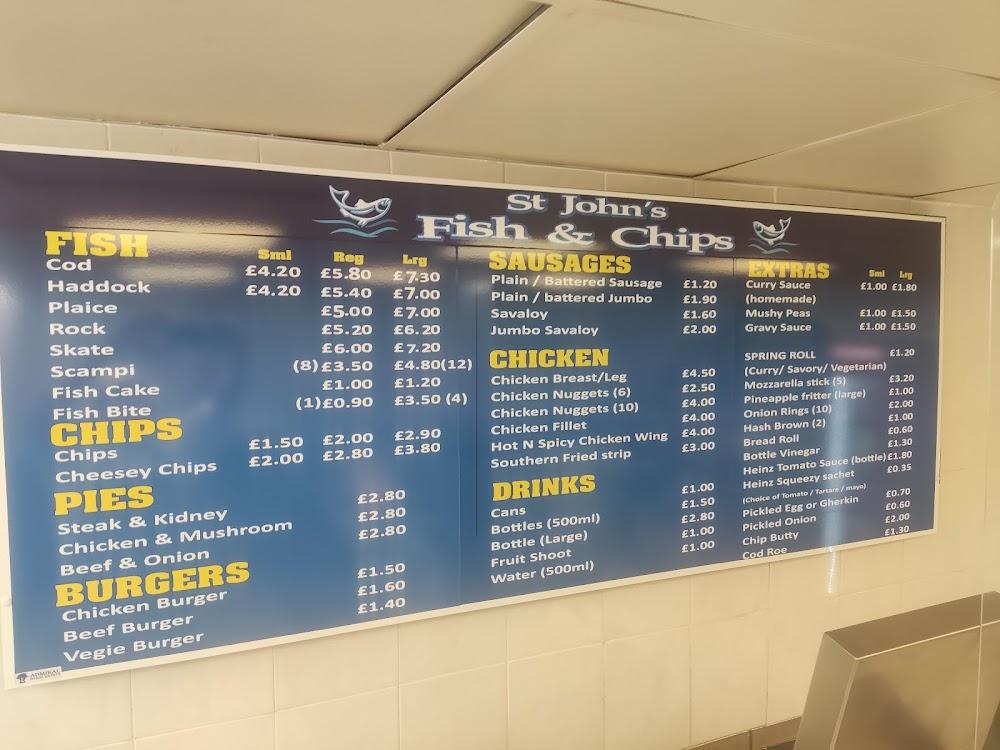 St John's
Fish & Chips
FISH Sml Reg Lrg
Cod £4.20 £5.80 £7.30
Haddock £4.20 £5.40 £7.00
Plaice £5.00 £7.00
Rock £5.20 £6.20
Skate £6.00 £7.20
Scampi (8) £3.50 £4.80 (12)
Fish Cake £1.00 £1.20
Fish Bite (1) £0.90 £3.50 (4)
CHIPS
Chips £1.50 £2.00 £2.90
Cheesey Chips £2.00 £2.80 £3.80
PIES
Steak & Kidney £2.80
Chicken & Mushroom £2.80
Beef & Onion £2.80
BURGERS
Chicken Burger £1.50
Beef Burger £1.60
Vegie Burger £1.40
ADMIRAL
SAUSAGES
Plain / Battered Sausage £1.20
Plain / battered Jumbo £1.90
Savaloy £1.60
Jumbo Savaloy £2.00
CHICKEN
Chicken Breast/Leg £4.50
Chicken Nuggets (6) £2.50
Chicken Nuggets (10) £4.00
Chicken Fillet £4.00
Hot N Spicy Chicken Wing £4.00
Southern Fried strip £3.00
DRINKS
Cans £1.00
Bottles (500ml) £1.50
Bottle (Large) £2.80
Fruit Shoot £1.00
Water (500ml) £1.00
EXTRAS Sml Lrg
Curry Sauce £1.00 £1.80
(homemade)
Mushy Peas £1.00 £1.50
Gravy Sauce £1.00 £1.50
SPRING ROLL £1.20
(Curry/ Savory/ Vegetarian)
Mozzarella stick (5) £3.20
Pineapple fritter (large) £1.00
Onion Rings (10) £2.00
Hash Brown (2) £1.00
Bread Roll £0.60
Bottle Vinegar £1.30
Heinz Tomato Sauce (bottle) £1.80
Heinz Squeezy sachet £0.35
(Choice of Tomato / Tartare / mayo)
Pickled Egg or Gherkin £0.70
Pickled Onion £0.60
Chip Butty £2.00
Cod Roe £1.30